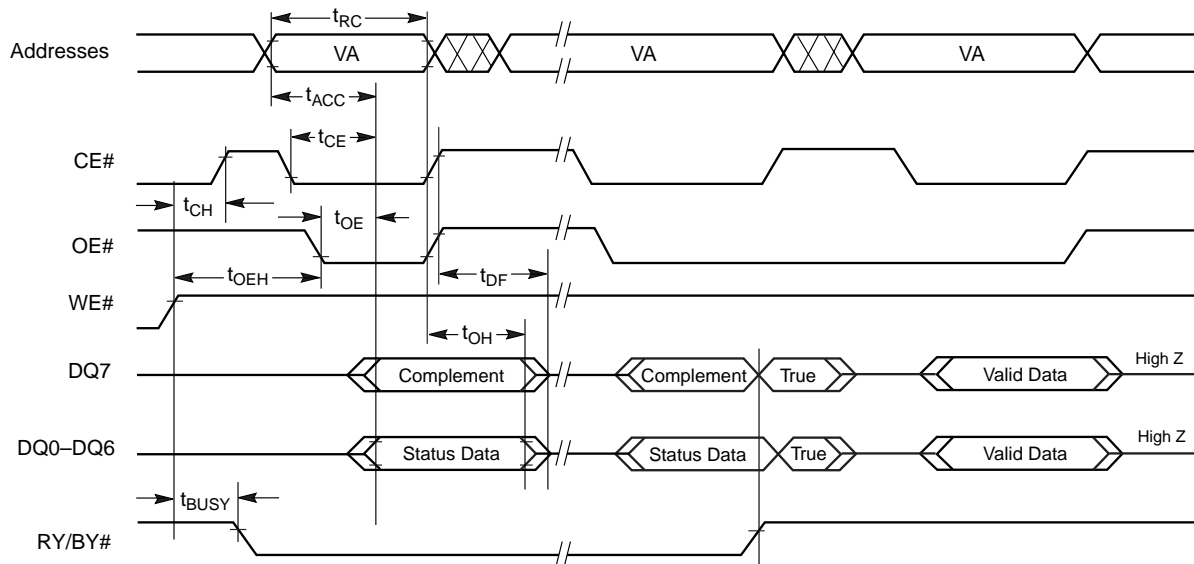 tRC
Addresses VA VA VA
tACC
tCE
CE#
tCH tOE
OE#
tOEH tDF
WE#
tOH
DQ7 Complement Complement True Valid Data High Z
DQ0–DQ6 Status Data Status Data True Valid Data High Z
tBUSY
RY/BY#